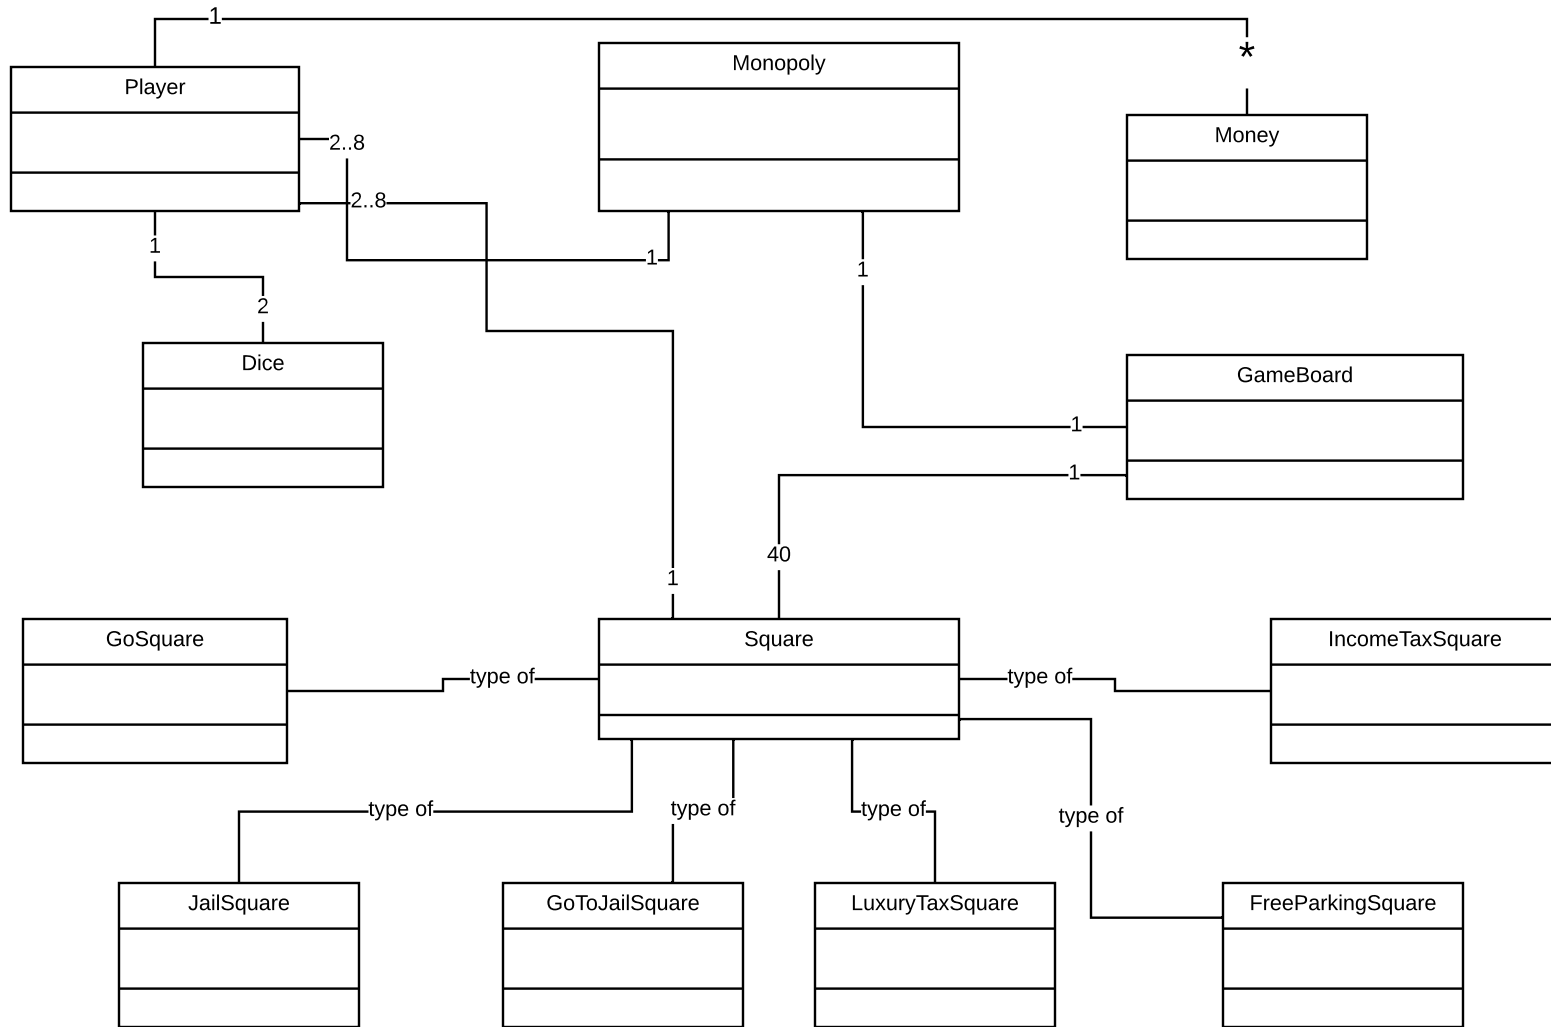 1
*
Monopoly
Player
Money
2..8
2..8
1
1
1
2
Dice
GameBoard
1
1
40
1
GoSquare
Square
IncomeTaxSquare
type of
type of
type of
type of
type of
type of
JailSquare
GoToJailSquare
LuxuryTaxSquare
FreeParkingSquare